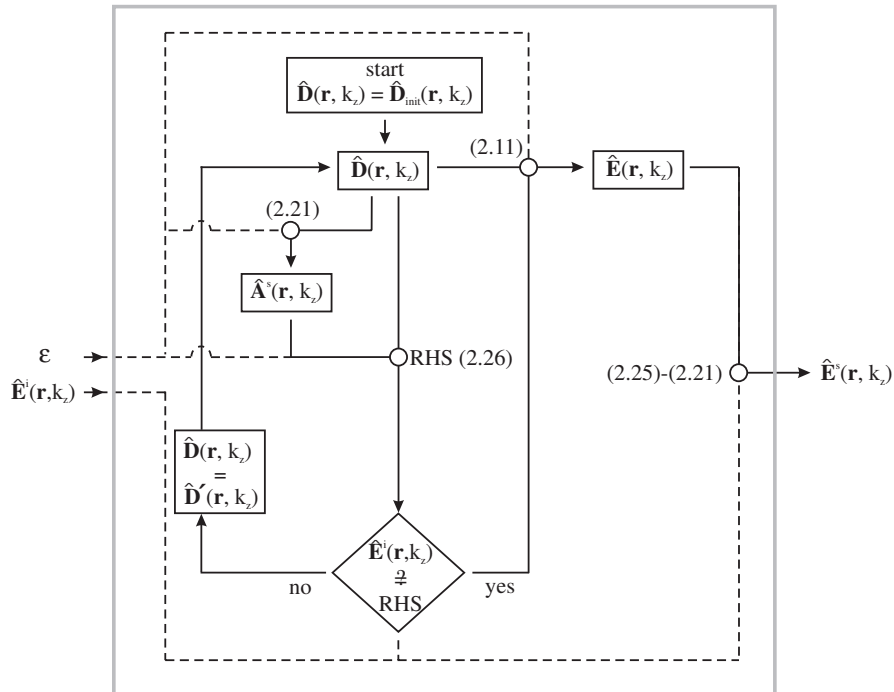 start
D̂(r, k_z) = D̂_init(r, k_z)
D̂(r, k_z)
(2.11)
Ê(r, k_z)
(2.21)
Â^s(r, k_z)
ε
RHS (2.26)
Ê^i(r,k_z)
(2.25)-(2.21)
Ê^s(r, k_z)
D̂(r, k_z)
=
D̂′(r, k_z)
Ê^i(r,k_z)
≟
RHS
no
yes